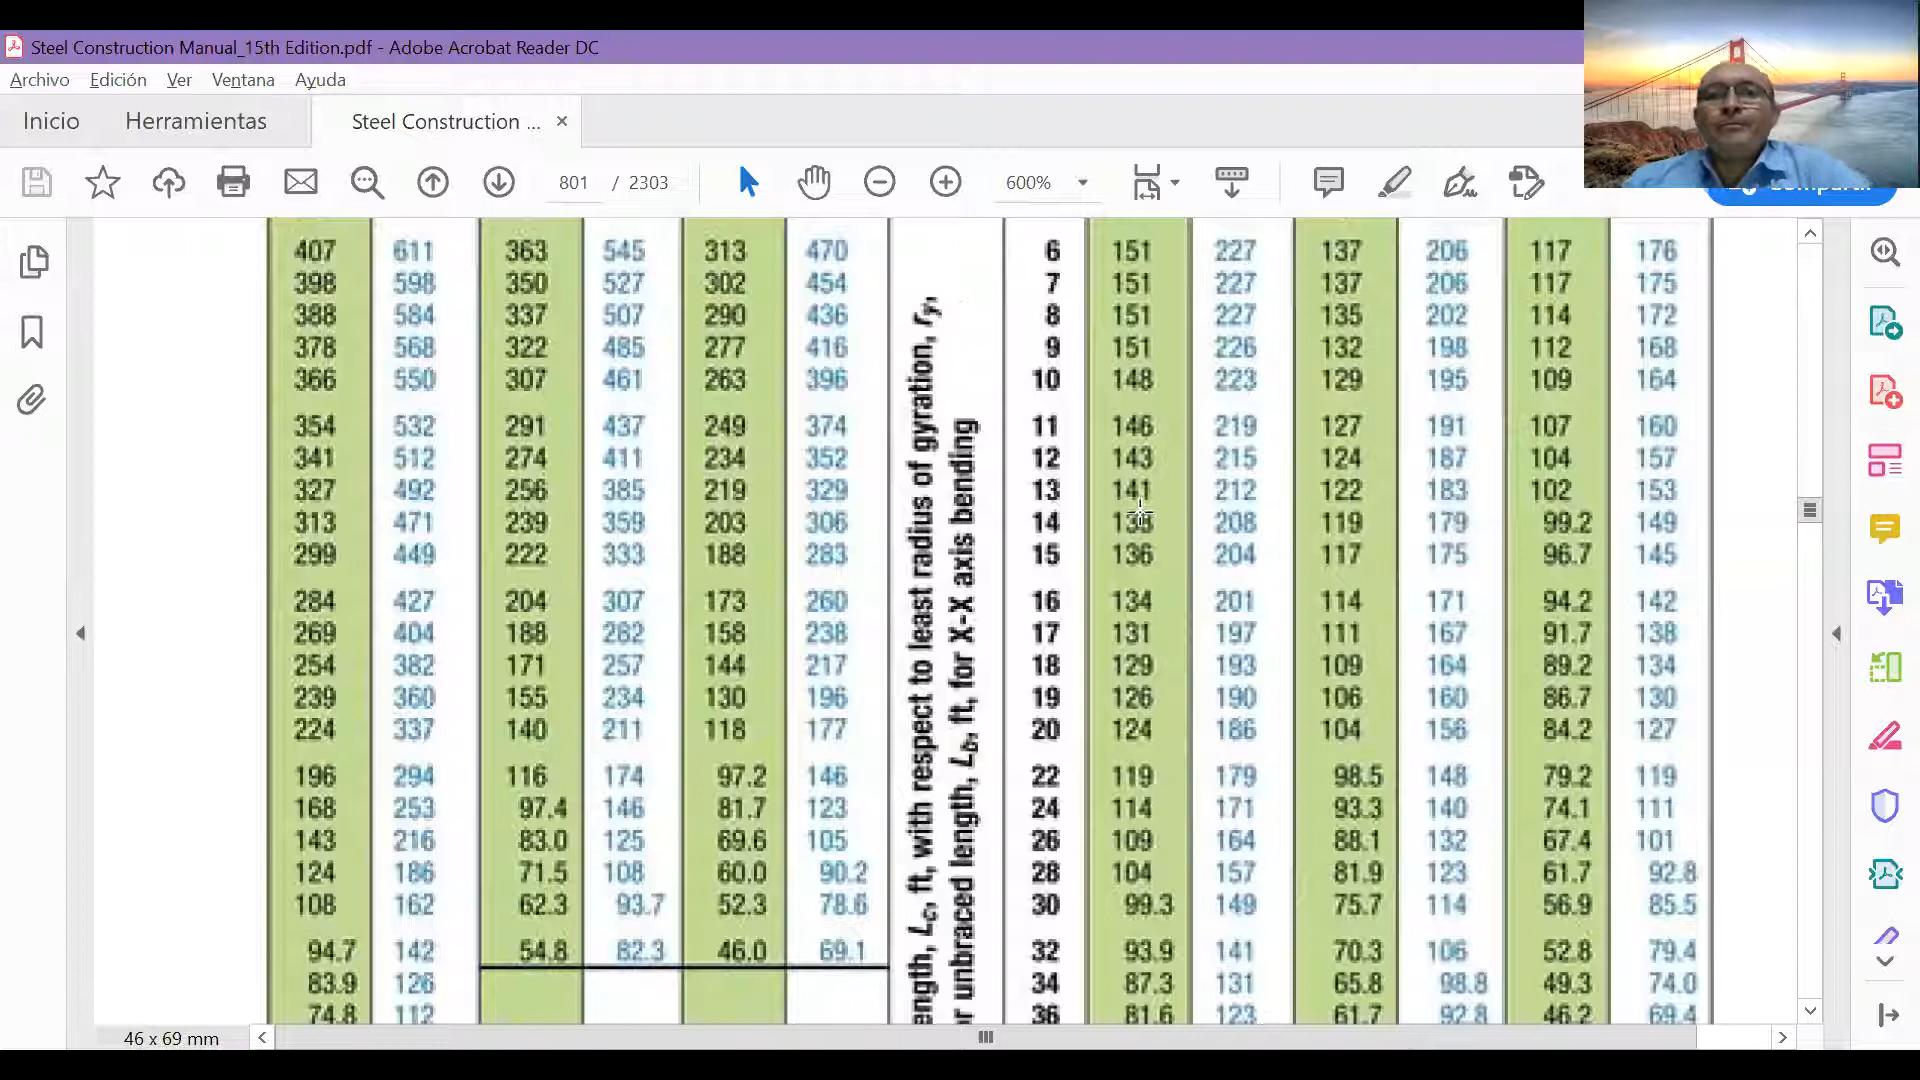 Steel Construction Manual_15th Edition.pdf - Adobe Acrobat Reader DC
Archivo Edición Ver Ventana Ayuda
Inicio Herramientas Steel Construction ... ×
801 / 2303 600%
407 611 363 545 313 470 6 151 227 137 206 117 176
398 598 350 527 302 454 7 151 227 137 206 117 175
388 584 337 507 290 436 8 151 227 135 202 114 172
378 568 322 485 277 416 9 151 226 132 198 112 168
366 550 307 461 263 396 10 148 223 129 195 109 164
354 532 291 437 249 374 11 146 219 127 191 107 160
341 512 274 411 234 352 12 143 215 124 187 104 157
327 492 256 385 219 329 13 141 212 122 183 102 153
313 471 239 359 203 306 14 138 208 119 179 99.2 149
299 449 222 333 188 283 15 136 204 117 175 96.7 145
284 427 204 307 173 260 16 134 201 114 171 94.2 142
269 404 188 282 158 238 17 131 197 111 167 91.7 138
254 382 171 257 144 217 18 129 193 109 164 89.2 134
239 360 155 234 130 196 19 126 190 106 160 86.7 130
224 337 140 211 118 177 20 124 186 104 156 84.2 127
196 294 116 174 97.2 146 22 119 179 98.5 148 79.2 119
168 253 97.4 146 81.7 123 24 114 171 93.3 140 74.1 111
143 216 83.0 125 69.6 105 26 109 164 88.1 132 67.4 101
124 186 71.5 108 60.0 90.2 28 104 157 81.9 123 61.7 92.8
108 162 62.3 93.7 52.3 78.6 30 99.3 149 75.7 114 56.9 85.5
94.7 142 54.8 82.3 46.0 69.1 32 93.9 141 70.3 106 52.8 79.4
83.9 126 34 87.3 131 65.8 98.8 49.3 74.0
74.8 112 36 81.6 123 61.7 92.8 46.2 69.4
ength, Lc, ft, with respect to least radius of gyration, ry,
r unbraced length, Lb, ft, for X-X axis bending
46 x 69 mm